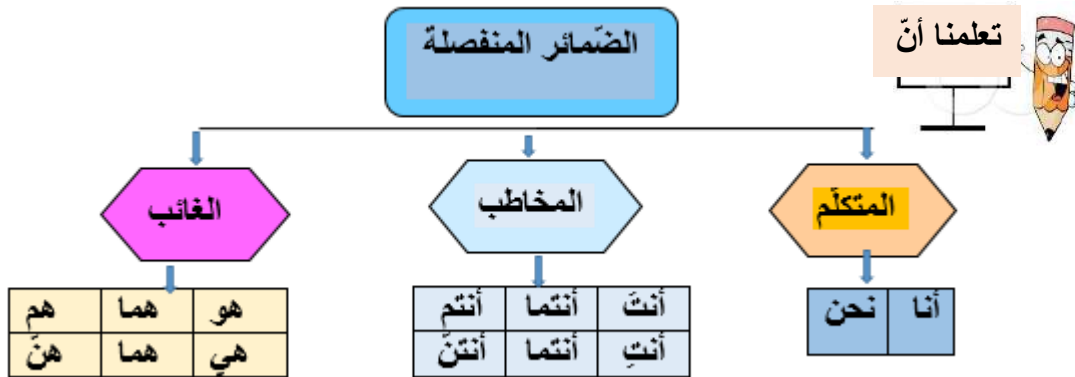 تعلمنا أنّ
الضّمائر المنفصلة
المتكلّم
المخاطب
الغائب
أنا نحن
أنتَ أنتما أنتم
أنتِ أنتما أنتنّ
هو هما هم
هي هما هنّ